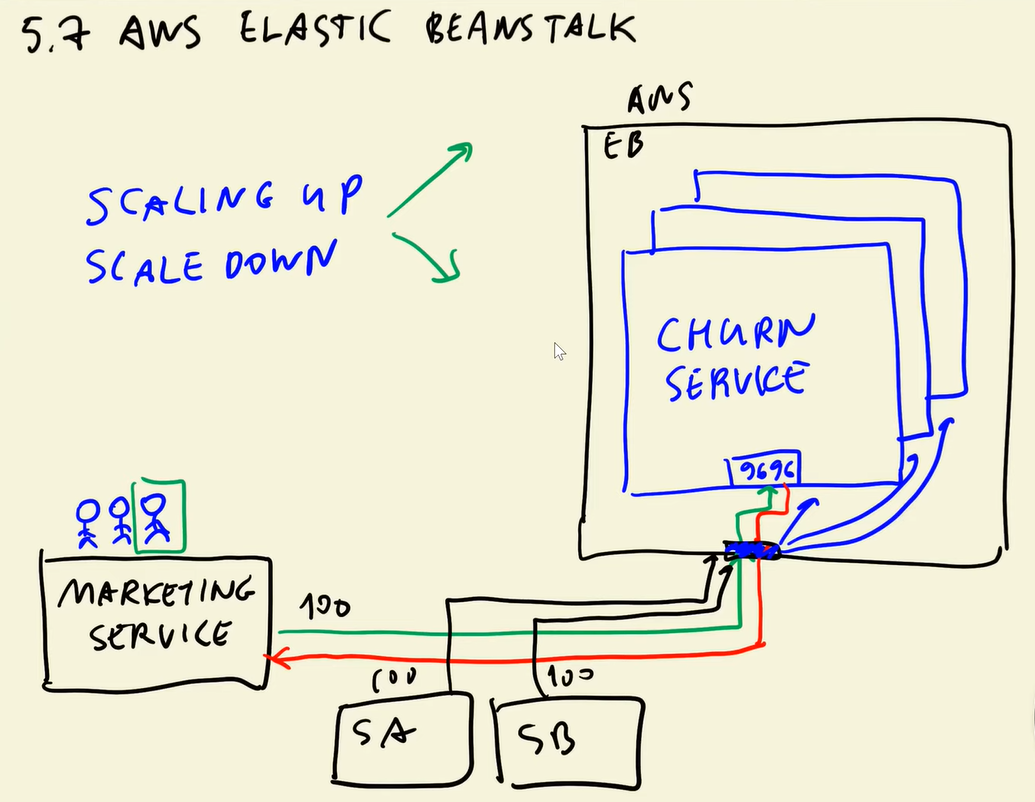 5.7 AWS ELASTIC BEANSTALK
AWS
EB
SCALING UP
SCALE DOWN
CHURN
SERVICE
9696
MARKETING
SERVICE
100
100
100
SA
SB